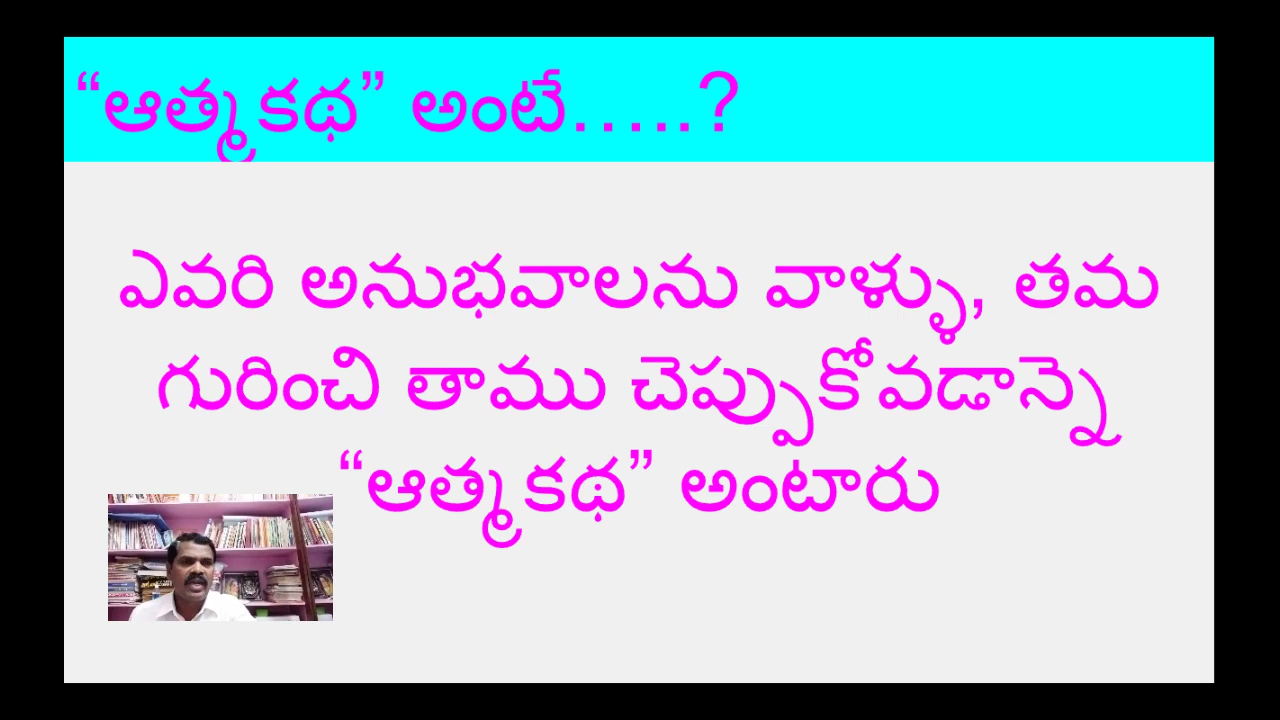 “ఆత్మకథ” అంటే.....?
ఎవరి అనుభవాలను వాళ్ళు, తమ
గురించి తాము చెప్పుకోవడాన్నె
“ఆత్మకథ” అంటారు